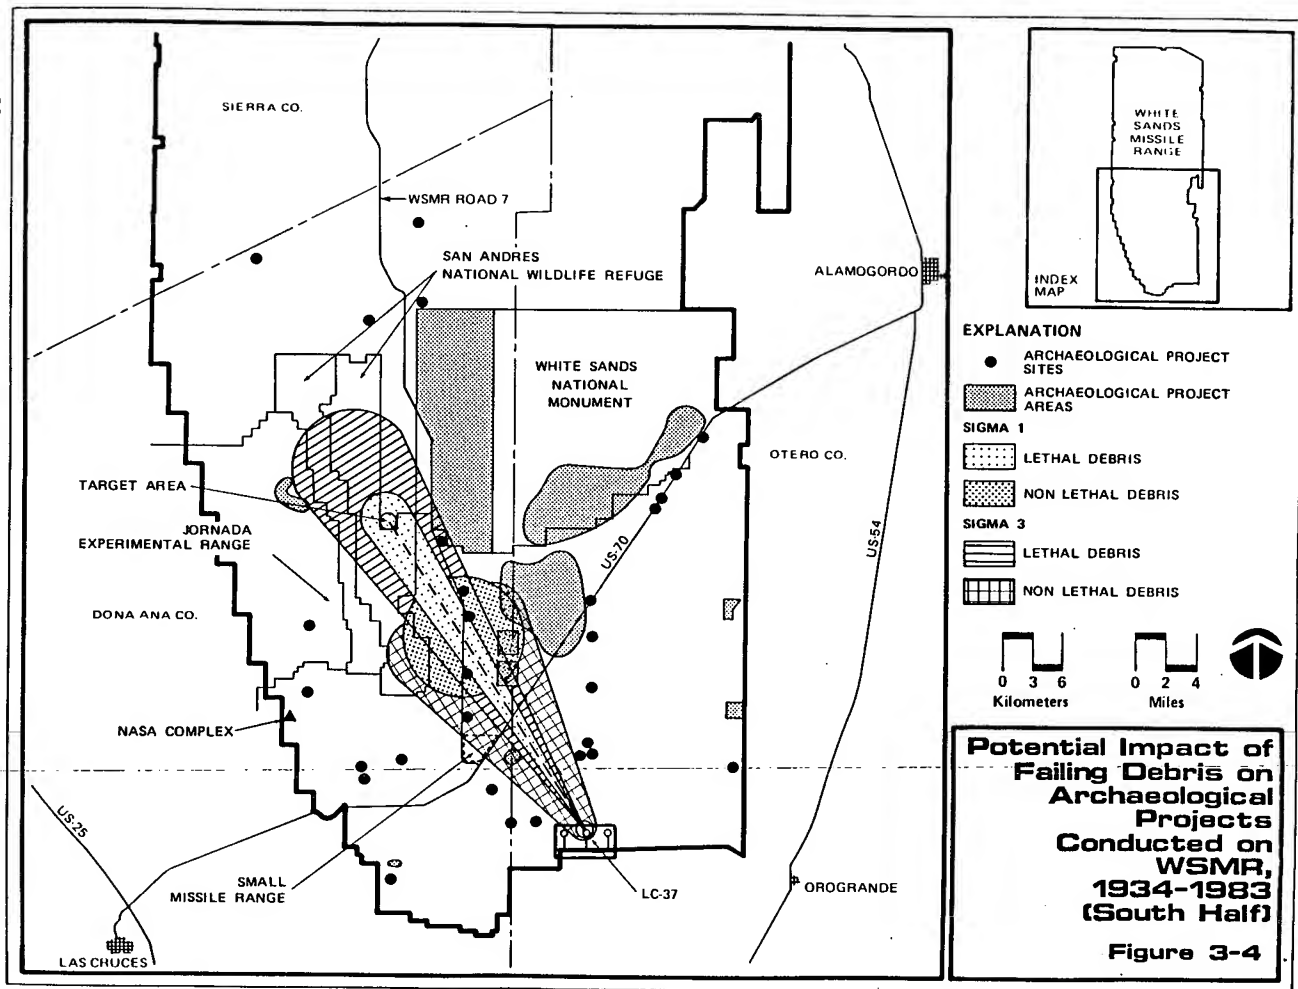 SIERRA CO.
WSMR ROAD 7
SAN ANDRES
NATIONAL WILDLIFE REFUGE
ALAMOGORDO
WHITE SANDS
NATIONAL
MONUMENT
OTERO CO.
TARGET AREA
JORNADA
EXPERIMENTAL RANGE
US-70
US-54
DONA ANA CO.
NASA COMPLEX
US-25
SMALL
MISSILE RANGE
LC-37
OROGRANDE
LAS CRUCES
WHITE
SANDS
MISSILE
RANGE
INDEX
MAP
EXPLANATION
ARCHAEOLOGICAL PROJECT
SITES
ARCHAEOLOGICAL PROJECT
AREAS
SIGMA 1
LETHAL DEBRIS
NON LETHAL DEBRIS
SIGMA 3
LETHAL DEBRIS
NON LETHAL DEBRIS
0 3 6
Kilometers
0 2 4
Miles
Potential Impact of
Failing Debris on
Archaeological
Projects
Conducted on
WSMR,
1934-1983
(South Half)
Figure 3-4